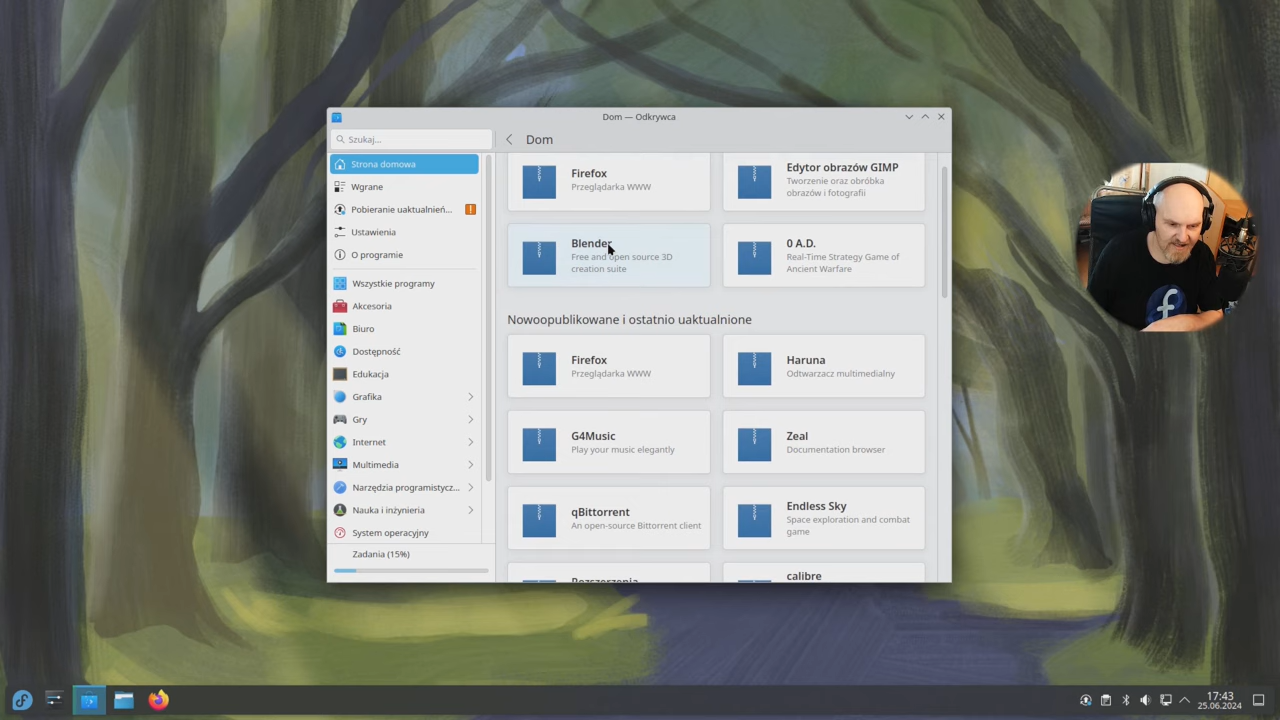 Dom — Odkrywca
Szukaj...
Dom
Strona domowa
Wgrane
Pobieranie uaktualnień...
Ustawienia
O programie
Wszystkie programy
Akcesoria
Biuro
Dostępność
Edukacja
Grafika
Gry
Internet
Multimedia
Narzędzia programistycz...
Nauka i inżynieria
System operacyjny
Zadania (15%)
Firefox
Przeglądarka WWW
Edytor obrazów GIMP
Tworzenie oraz obróbka
obrazów i fotografii
Blender
Free and open source 3D
creation suite
0 A.D.
Real-Time Strategy Game of
Ancient Warfare
Nowoopublikowane i ostatnio uaktualnione
Firefox
Przeglądarka WWW
Haruna
Odtwarzacz multimedialny
G4Music
Play your music elegantly
Zeal
Documentation browser
qBittorrent
An open-source Bittorrent client
Endless Sky
Space exploration and combat
game
Rozszerzenia
calibre
17:43
25.06.2024